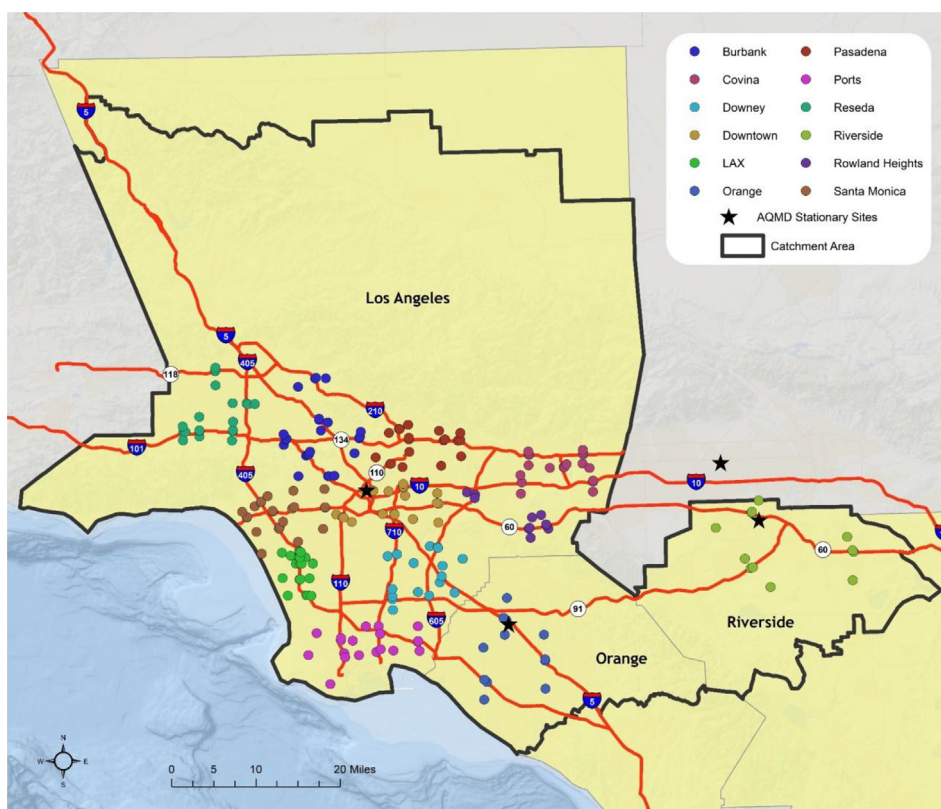 Burbank
Pasadena
Covina
Ports
Downey
Reseda
Downtown
Riverside
LAX
Rowland Heights
Orange
Santa Monica
AQMD Stationary Sites
Catchment Area
5
Los Angeles
5
405
118
210
101
134
110
405
10
10
60
710
60
110
605
91
Riverside
Orange
5
N
W E
S
0 5 10 20 Miles